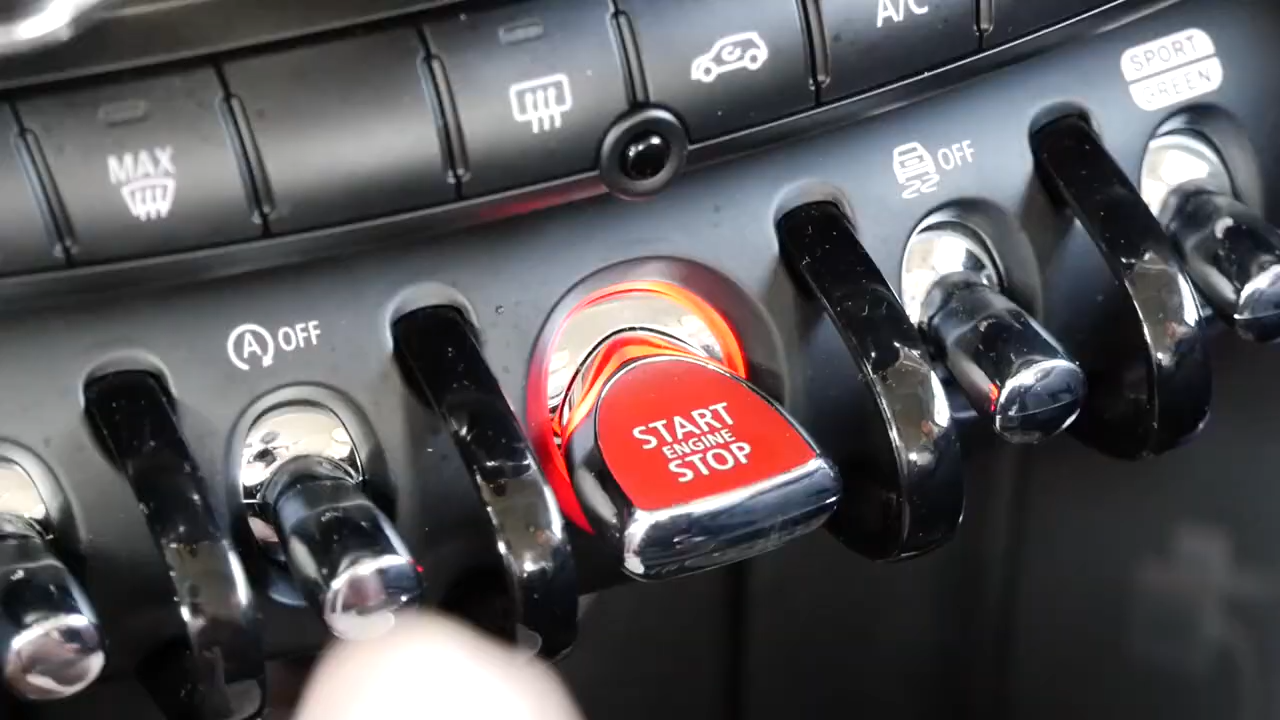 MAX
A/C
SPORT
GREEN
OFF
A OFF
START
ENGINE
STOP